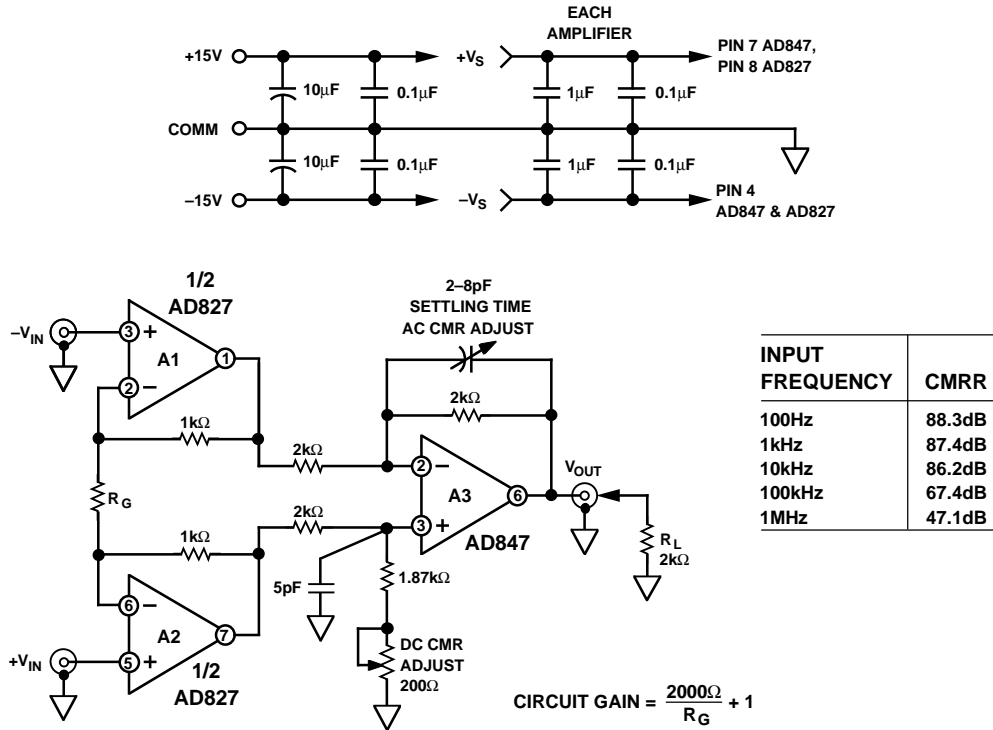 EACH
AMPLIFIER
+15V
+VS
PIN 7 AD847,
PIN 8 AD827
10µF
0.1µF
1µF
0.1µF
COMM
10µF
0.1µF
1µF
0.1µF
–15V
–VS
PIN 4
AD847 & AD827
1/2
AD827
2–8pF
SETTLING TIME
AC CMR ADJUST
–VIN
3
+
A1
1
2
–
1kΩ
2kΩ
2kΩ
2
–
A3
6
3
+
AD847
VOUT
RG
2kΩ
1kΩ
5pF
1.87kΩ
RL
2kΩ
6
–
A2
7
+VIN
5
+
1/2
AD827
DC CMR
ADJUST
200Ω
CIRCUIT GAIN = 2000Ω / RG + 1
INPUT
FREQUENCY CMRR
100Hz 88.3dB
1kHz 87.4dB
10kHz 86.2dB
100kHz 67.4dB
1MHz 47.1dB